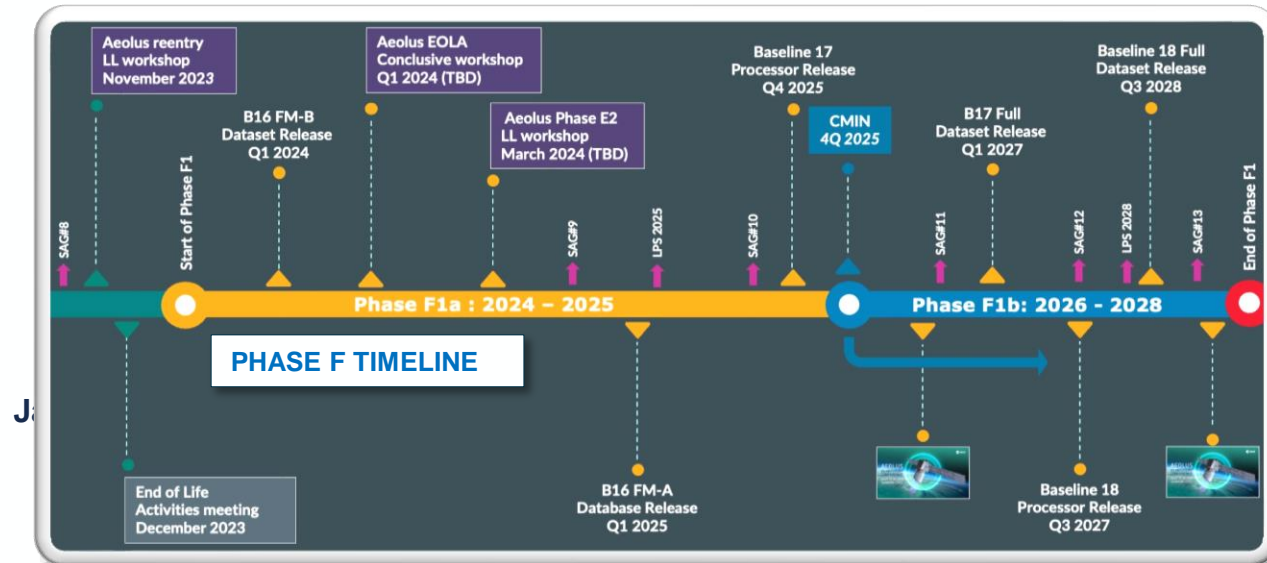 Aeolus reentry
LL workshop
November 2023
B16 FM-B
Dataset Release
Q1 2024
Aeolus EOLA
Conclusive workshop
Q1 2024 (TBD)
Aeolus Phase E2
LL workshop
March 2024 (TBD)
Baseline 17
Processor Release
Q4 2025
CMIN
4Q 2025
B17 Full
Dataset Release
Q1 2027
Baseline 18 Full
Dataset Release
Q3 2028
SAG#8
Start of Phase F1
SAG#9
LPS 2025
SAG#10
SAG#11
SAG#12
LPS 2028
SAG#13
End of Phase F1
Phase F1a : 2024 – 2025
Phase F1b: 2026 - 2028
PHASE F TIMELINE
End of Life
Activities meeting
December 2023
B16 FM-A
Database Release
Q1 2025
AEOLUS
Baseline 18
Processor Release
Q3 2027
AEOLUS